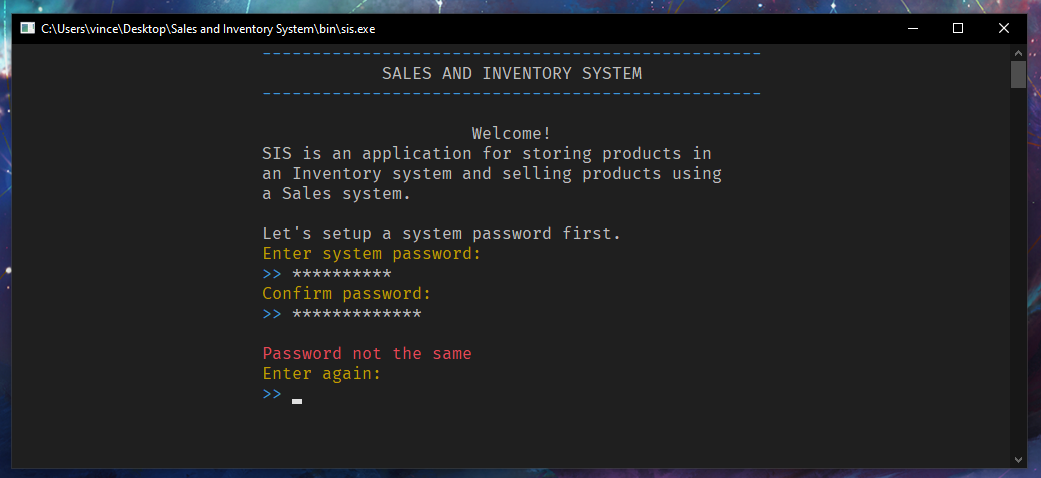 C:\Users\vince\Desktop\Sales and Inventory System\bin\sis.exe
--------------------------------------------------
SALES AND INVENTORY SYSTEM
--------------------------------------------------
Welcome!
SIS is an application for storing products in
an Inventory system and selling products using
a Sales system.
Let's setup a system password first.
Enter system password:
>> **********
Confirm password:
>> *************
Password not the same
Enter again:
>>